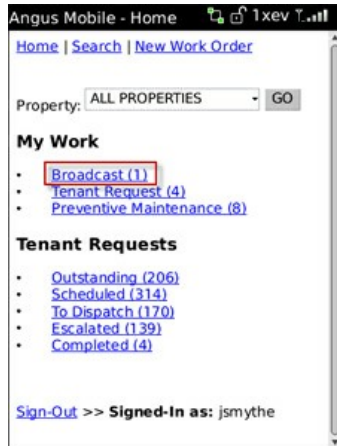 Angus Mobile - Home 1xev
Home | Search | New Work Order
Property: ALL PROPERTIES GO
My Work
• Broadcast (1)
• Tenant Request (4)
• Preventive Maintenance (8)
Tenant Requests
• Outstanding (206)
• Scheduled (314)
• To Dispatch (170)
• Escalated (139)
• Completed (4)
Sign-Out >> Signed-In as: jsmythe